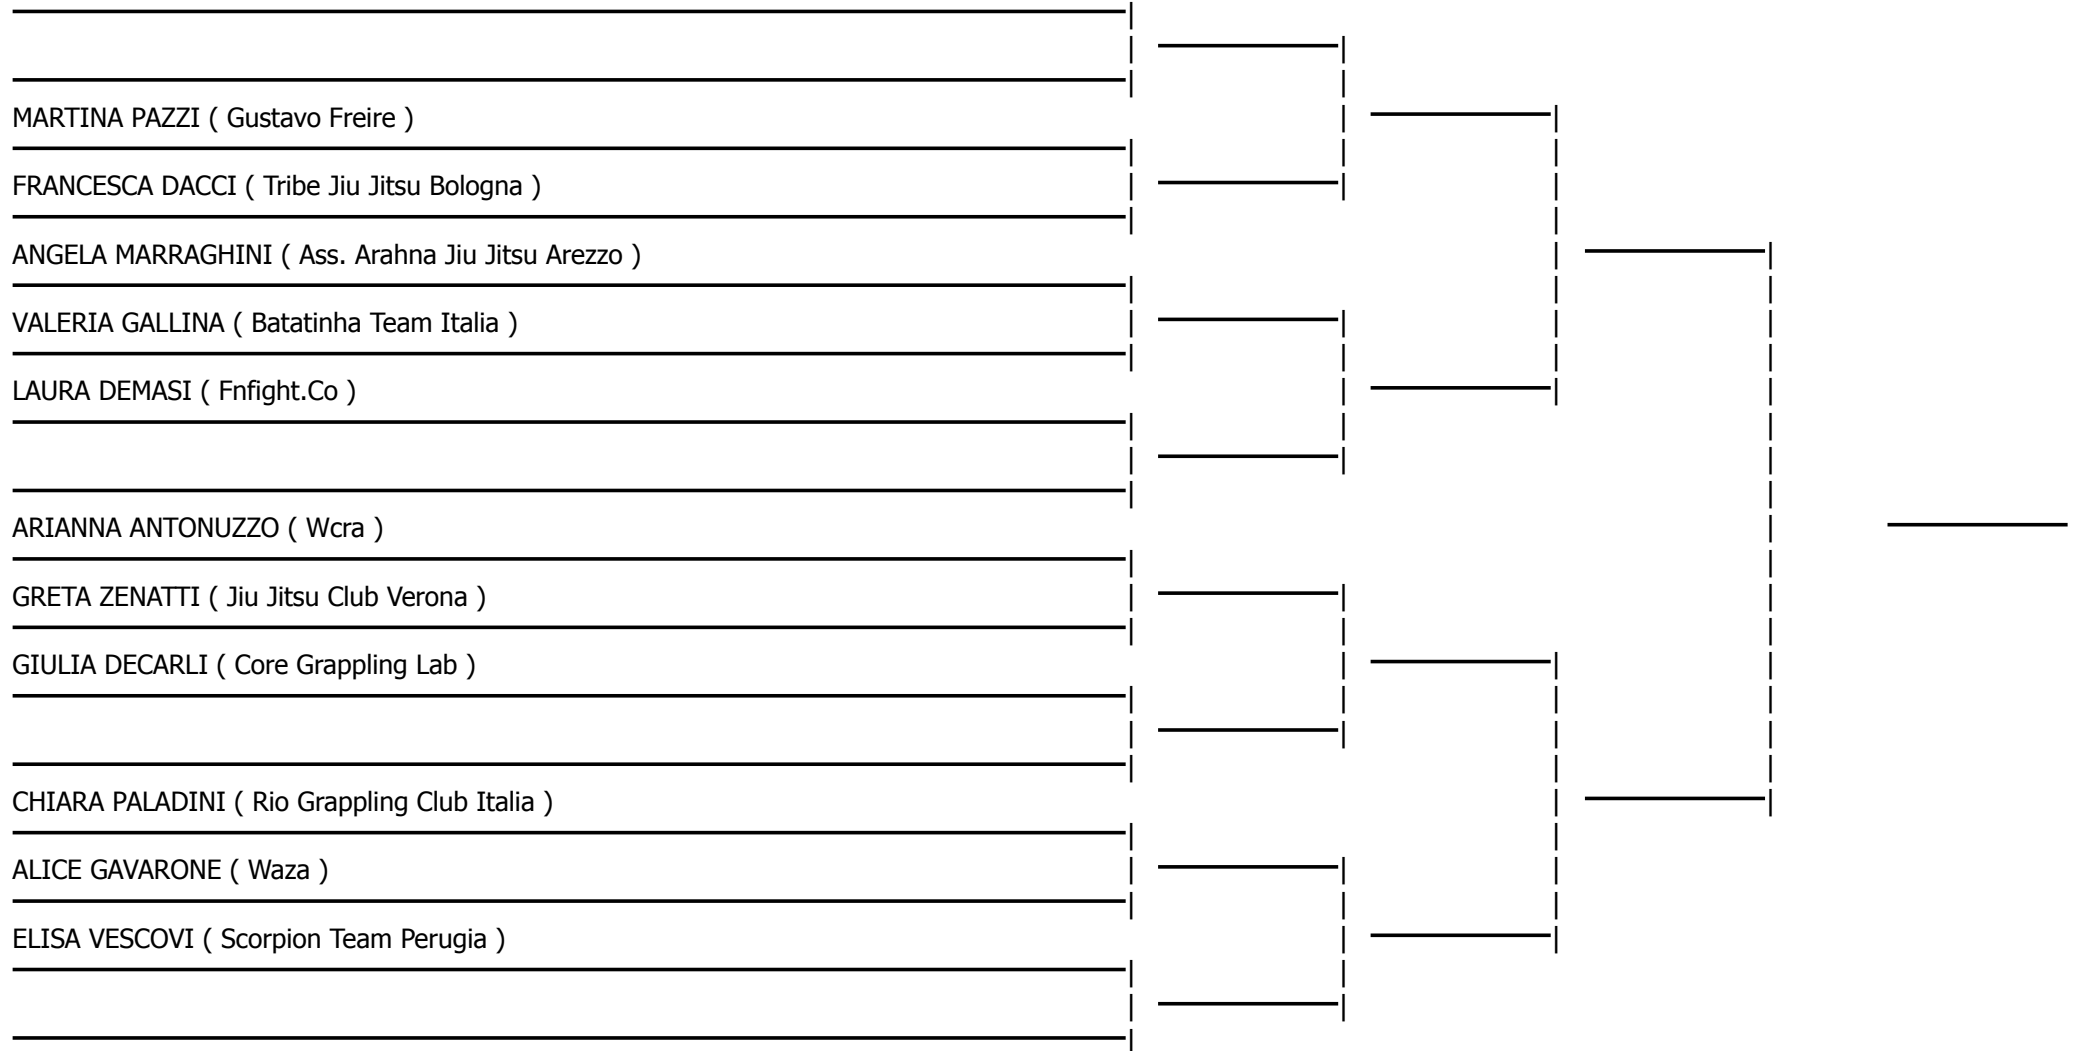 MARTINA PAZZI ( Gustavo Freire )
FRANCESCA DACCI ( Tribe Jiu Jitsu Bologna )
ANGELA MARRAGHINI ( Ass. Arahna Jiu Jitsu Arezzo )
VALERIA GALLINA ( Batatinha Team Italia )
LAURA DEMASI ( Fnfight.Co )
ARIANNA ANTONUZZO ( Wcra )
GRETA ZENATTI ( Jiu Jitsu Club Verona )
GIULIA DECARLI ( Core Grappling Lab )
CHIARA PALADINI ( Rio Grappling Club Italia )
ALICE GAVARONE ( Waza )
ELISA VESCOVI ( Scorpion Team Perugia )